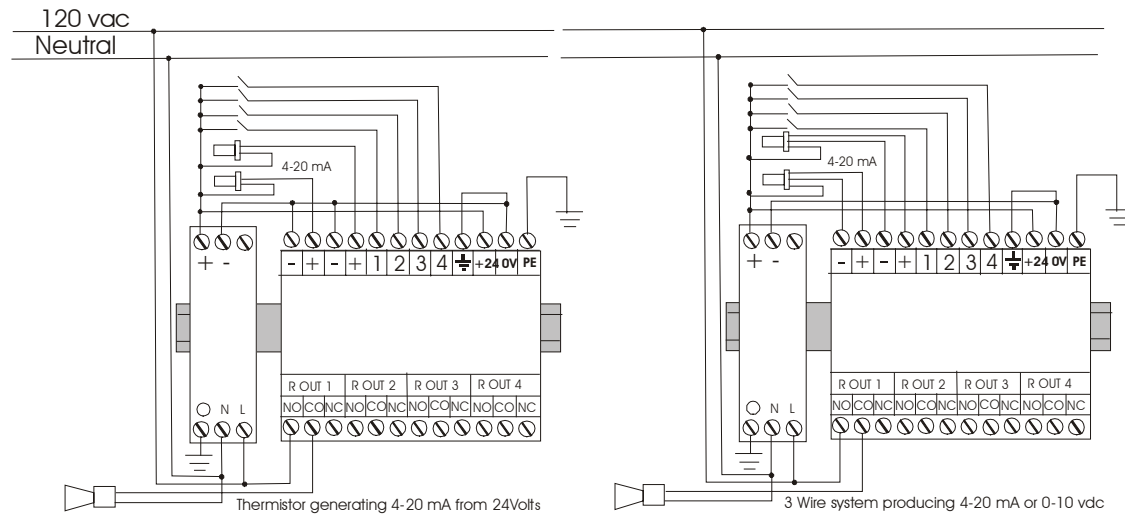 120 vac
Neutral
4-20 mA
+ -
- + - + 1 2 3 4 +24 0V PE
R OUT 1 R OUT 2 R OUT 3 R OUT 4
N L
NO CO NC NO CO NC NO CO NC NO CO NC
Thermistor generating 4-20 mA from 24Volts
4-20 mA
+ -
- + - + 1 2 3 4 +24 0V PE
R OUT 1 R OUT 2 R OUT 3 R OUT 4
N L
NO CO NC NO CO NC NO CO NC NO CO NC
3 Wire system producing 4-20 mA or 0-10 vdc